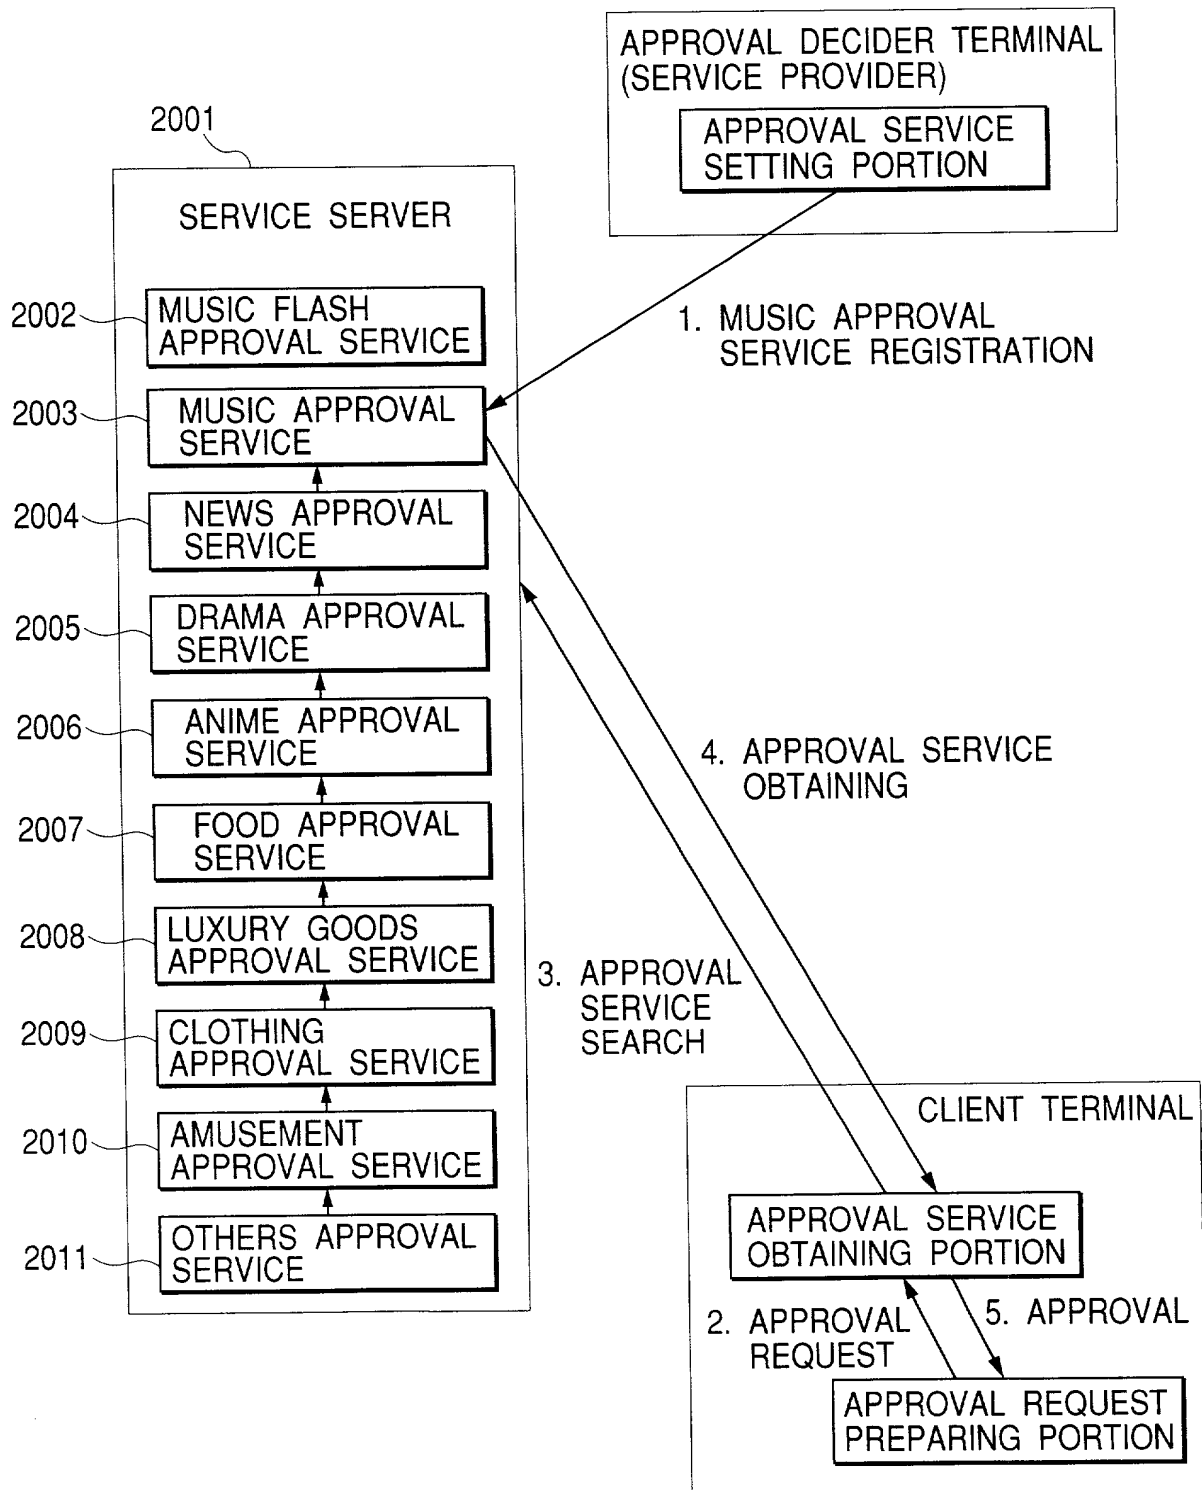 APPROVAL DECIDER TERMINAL
(SERVICE PROVIDER)
APPROVAL SERVICE
SETTING PORTION
2001
SERVICE SERVER
2002
MUSIC FLASH
APPROVAL SERVICE
1. MUSIC APPROVAL
SERVICE REGISTRATION
2003
MUSIC APPROVAL
SERVICE
2004
NEWS APPROVAL
SERVICE
2005
DRAMA APPROVAL
SERVICE
2006
ANIME APPROVAL
SERVICE
4. APPROVAL SERVICE
OBTAINING
2007
FOOD APPROVAL
SERVICE
2008
LUXURY GOODS
APPROVAL SERVICE
3. APPROVAL
SERVICE
SEARCH
2009
CLOTHING
APPROVAL SERVICE
2010
AMUSEMENT
APPROVAL SERVICE
2011
OTHERS APPROVAL
SERVICE
CLIENT TERMINAL
APPROVAL SERVICE
OBTAINING PORTION
2. APPROVAL
REQUEST
5. APPROVAL
APPROVAL REQUEST
PREPARING PORTION